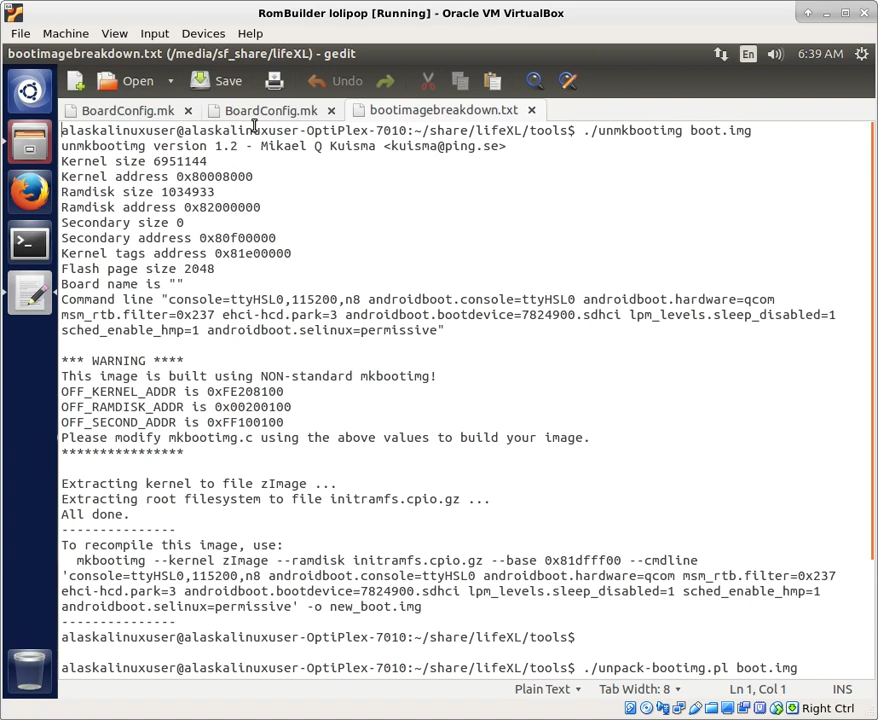 RomBuilder lolipop [Running] - Oracle VM VirtualBox
File Machine View Input Devices Help
bootimagebreakdown.txt (/media/sf_share/lifeXL) - gedit En 6:39 AM
Open Save Undo
BoardConfig.mk × BoardConfig.mk × bootimagebreakdown.txt ×
alaskalinuxuser@alaskalinuxuser-OptiPlex-7010:~/share/lifeXL/tools$ ./unmkbootimg boot.img
unmkbootimg version 1.2 - Mikael Q Kuisma <kuisma@ping.se>
Kernel size 6951144
Kernel address 0x80008000
Ramdisk size 1034933
Ramdisk address 0x82000000
Secondary size 0
Secondary address 0x80f00000
Kernel tags address 0x81e00000
Flash page size 2048
Board name is ""
Command line "console=ttyHSL0,115200,n8 androidboot.console=ttyHSL0 androidboot.hardware=qcom
msm_rtb.filter=0x237 ehci-hcd.park=3 androidboot.bootdevice=7824900.sdhci lpm_levels.sleep_disabled=1
sched_enable_hmp=1 androidboot.selinux=permissive"
*** WARNING ****
This image is built using NON-standard mkbootimg!
OFF_KERNEL_ADDR is 0xFE208100
OFF_RAMDISK_ADDR is 0x00200100
OFF_SECOND_ADDR is 0xFF100100
Please modify mkbootimg.c using the above values to build your image.
****************
Extracting kernel to file zImage ...
Extracting root filesystem to file initramfs.cpio.gz ...
All done.
---------------
To recompile this image, use:
mkbootimg --kernel zImage --ramdisk initramfs.cpio.gz --base 0x81dfff00 --cmdline
'console=ttyHSL0,115200,n8 androidboot.console=ttyHSL0 androidboot.hardware=qcom msm_rtb.filter=0x237
ehci-hcd.park=3 androidboot.bootdevice=7824900.sdhci lpm_levels.sleep_disabled=1 sched_enable_hmp=1
androidboot.selinux=permissive' -o new_boot.img
---------------
alaskalinuxuser@alaskalinuxuser-OptiPlex-7010:~/share/lifeXL/tools$
alaskalinuxuser@alaskalinuxuser-OptiPlex-7010:~/share/lifeXL/tools$ ./unpack-bootimg.pl boot.img
Plain Text Tab Width: 8 Ln 1, Col 1 INS
Right Ctrl